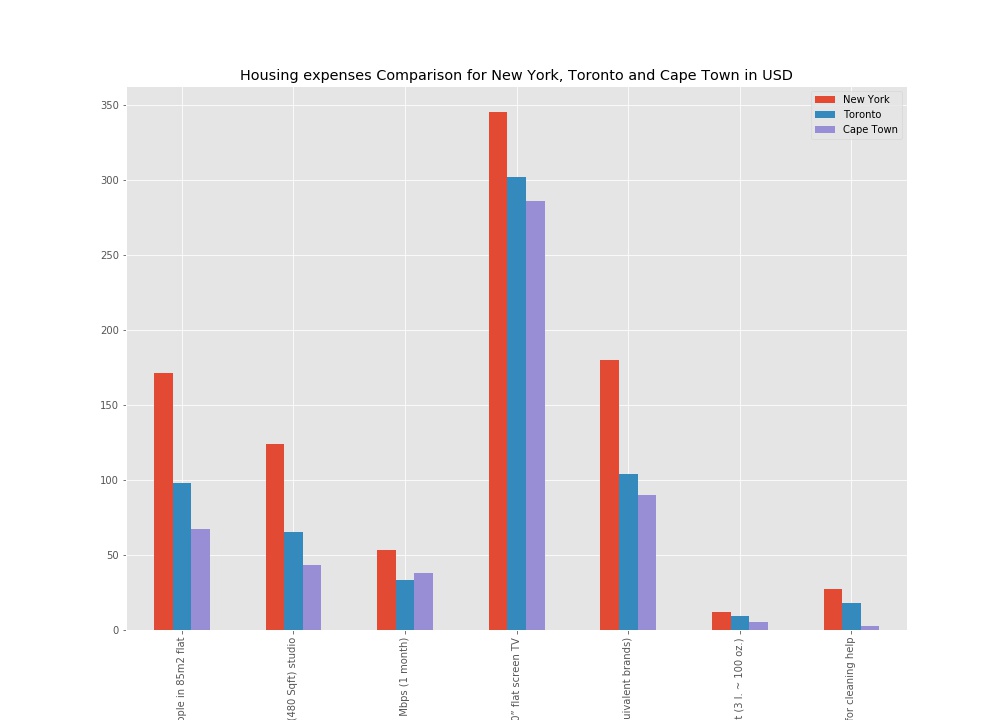 Housing expenses Comparison for New York, Toronto and Cape Town in USD
New York
Toronto
Cape Town
350
300
250
200
150
100
50
0
ople in 85m2 flat
(480 Sqft) studio
Mbps (1 month)
0” flat screen TV
uivalent brands)
t (3 l. ~ 100 oz.)
for cleaning help